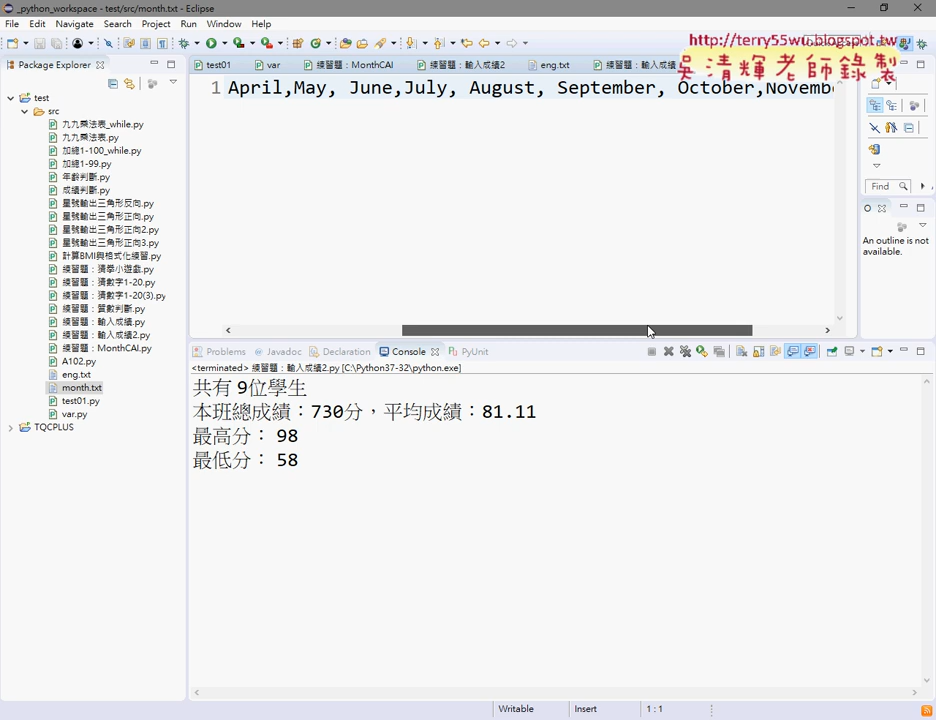 _python_workspace - test/src/month.txt - Eclipse
File Edit Navigate Search Project Run Window Help
http://terry55wu.blogspot.tw
吳清輝老師錄製
Package Explorer
test01
var
練習題：MonthCAI
練習題：輸入成績2
eng.txt
練習題：輸入成績
1 April,May, June,July, August, September, October,Novembe
test
src
九九乘法表_while.py
九九乘法表.py
加總1-100_while.py
加總1-99.py
年齡判斷.py
成績判斷.py
星號輸出三角形反向.py
星號輸出三角形正向.py
星號輸出三角形正向2.py
星號輸出三角形正向3.py
計算BMI與格式化練習.py
練習題：猜拳小遊戲.py
練習題：猜數字1-20.py
練習題：猜數字1-20(3).py
練習題：質數判斷.py
練習題：輸入成績.py
練習題：輸入成績2.py
練習題：MonthCAI.py
A102.py
eng.txt
month.txt
test01.py
var.py
TQCPLUS
Find
An outline is not
available.
Problems Javadoc Declaration Console PyUnit
<terminated> 練習題：輸入成績2.py [C:\Python37-32\python.exe]
共有 9位學生
本班總成績：730分，平均成績：81.11
最高分： 98
最低分： 58
Writable Insert 1 : 1